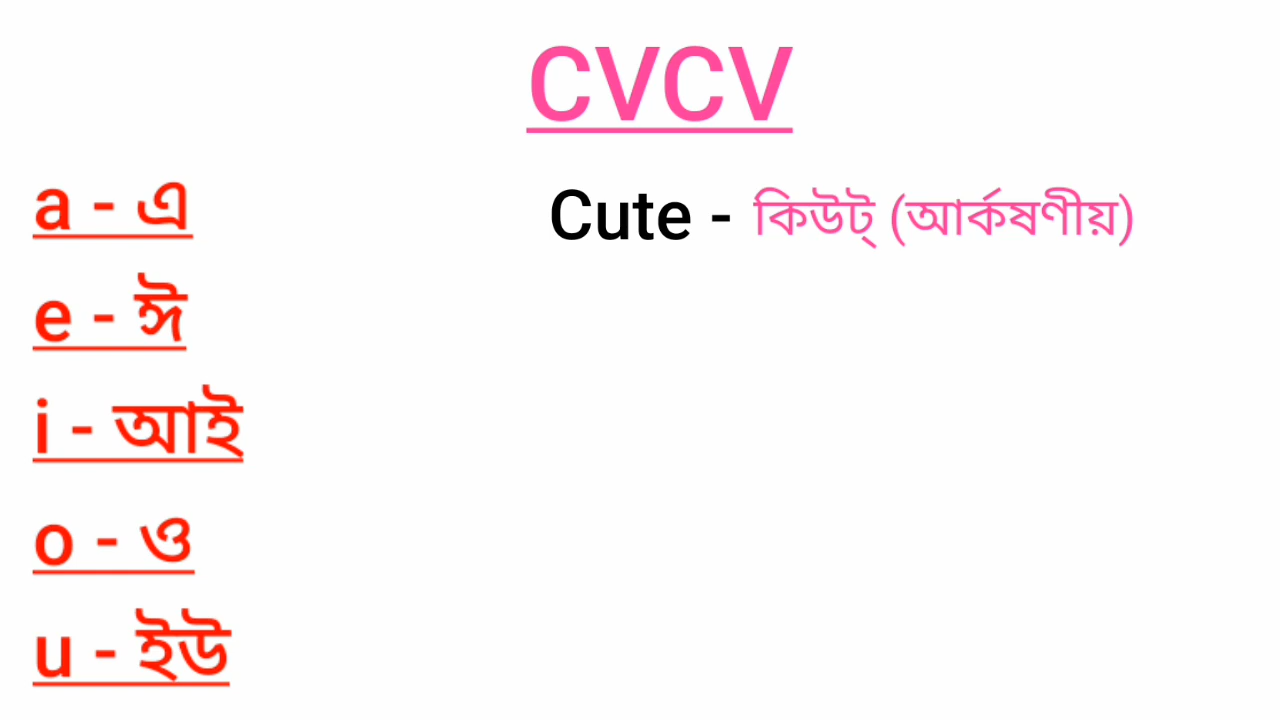 CVCV
a - এ
Cute - কিউট্ (আর্কষণীয়)
e - ঈ
i - আই
o - ও
u - ইউ